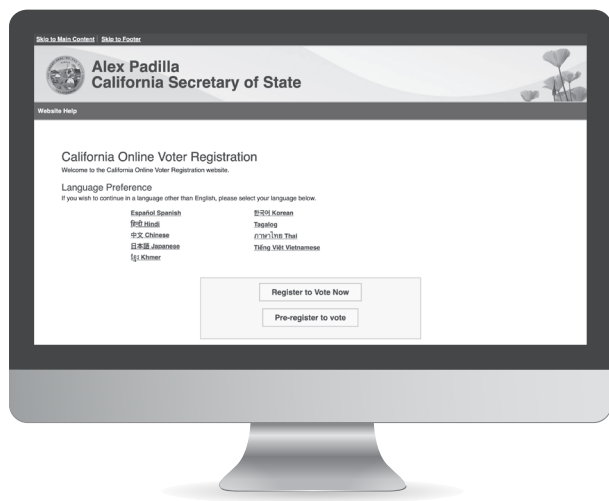 Skip to Main Content | Skip to Footer
Alex Padilla
California Secretary of State
Website Help
California Online Voter Registration
Welcome to the California Online Voter Registration website.
Language Preference
If you wish to continue in a language other than English, please select your language below.
Español Spanish
हिन्दी Hindi
中文 Chinese
日本語 Japanese
ខ្មែរ Khmer
한국어 Korean
Tagalog
ภาษาไทย Thai
Tiếng Việt Vietnamese
Register to Vote Now
Pre-register to vote